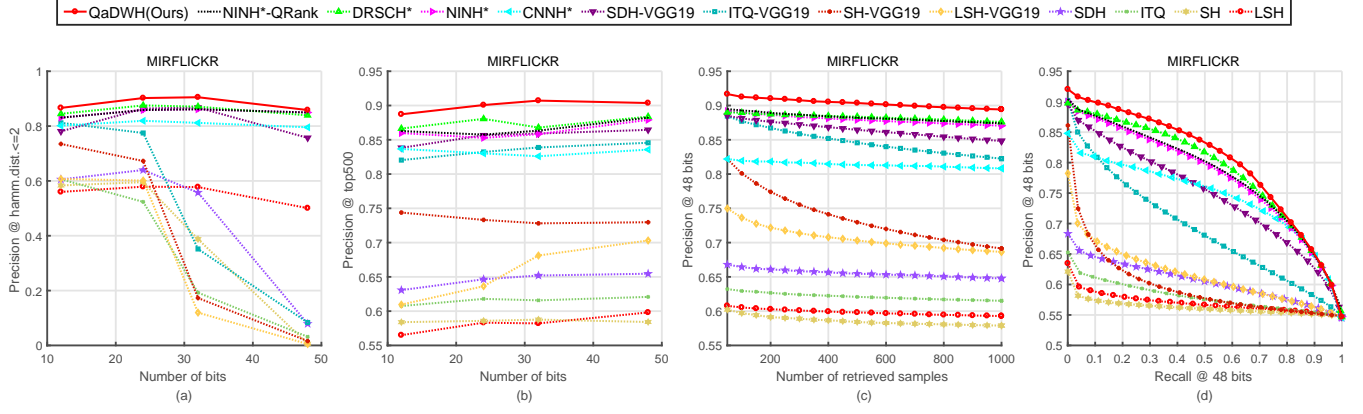 QaDWH(Ours) NINH*-QRank DRSCH* NINH* CNNH* SDH-VGG19 ITQ-VGG19 SH-VGG19 LSH-VGG19 SDH ITQ SH LSH
MIRFLICKR
Precision @ hamm.dist.<=2
1
0.8
0.6
0.4
0.2
0
10 20 30 40 50
Number of bits
(a)
MIRFLICKR
Precision @ top500
0.95
0.9
0.85
0.8
0.75
0.7
0.65
0.6
0.55
10 20 30 40 50
Number of bits
(b)
MIRFLICKR
Precision @ 48 bits
0.95
0.9
0.85
0.8
0.75
0.7
0.65
0.6
0.55
200 400 600 800 1000
Number of retrieved samples
(c)
MIRFLICKR
Precision @ 48 bits
0.95
0.9
0.85
0.8
0.75
0.7
0.65
0.6
0.55
0.5
0 0.1 0.2 0.3 0.4 0.5 0.6 0.7 0.8 0.9 1
Recall @ 48 bits
(d)